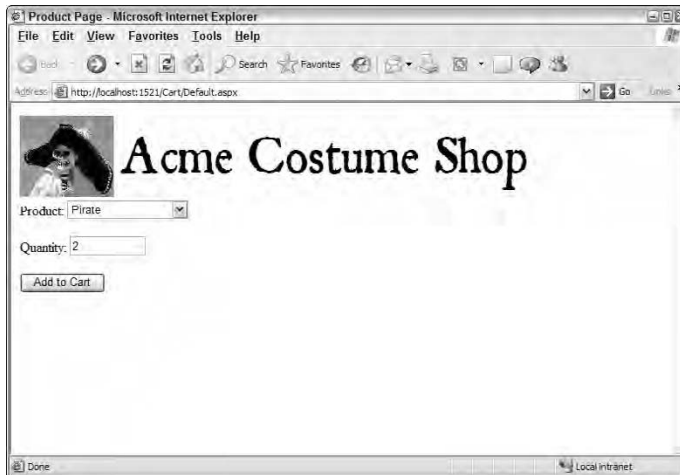 Product Page - Microsoft Internet Explorer
File Edit View Favorites Tools Help
Back Search Favorites
Address http://localhost:1521/Cart/Default.aspx Go Links
Acme Costume Shop
Product: Pirate
Quantity: 2
Add to Cart
Done Local intranet